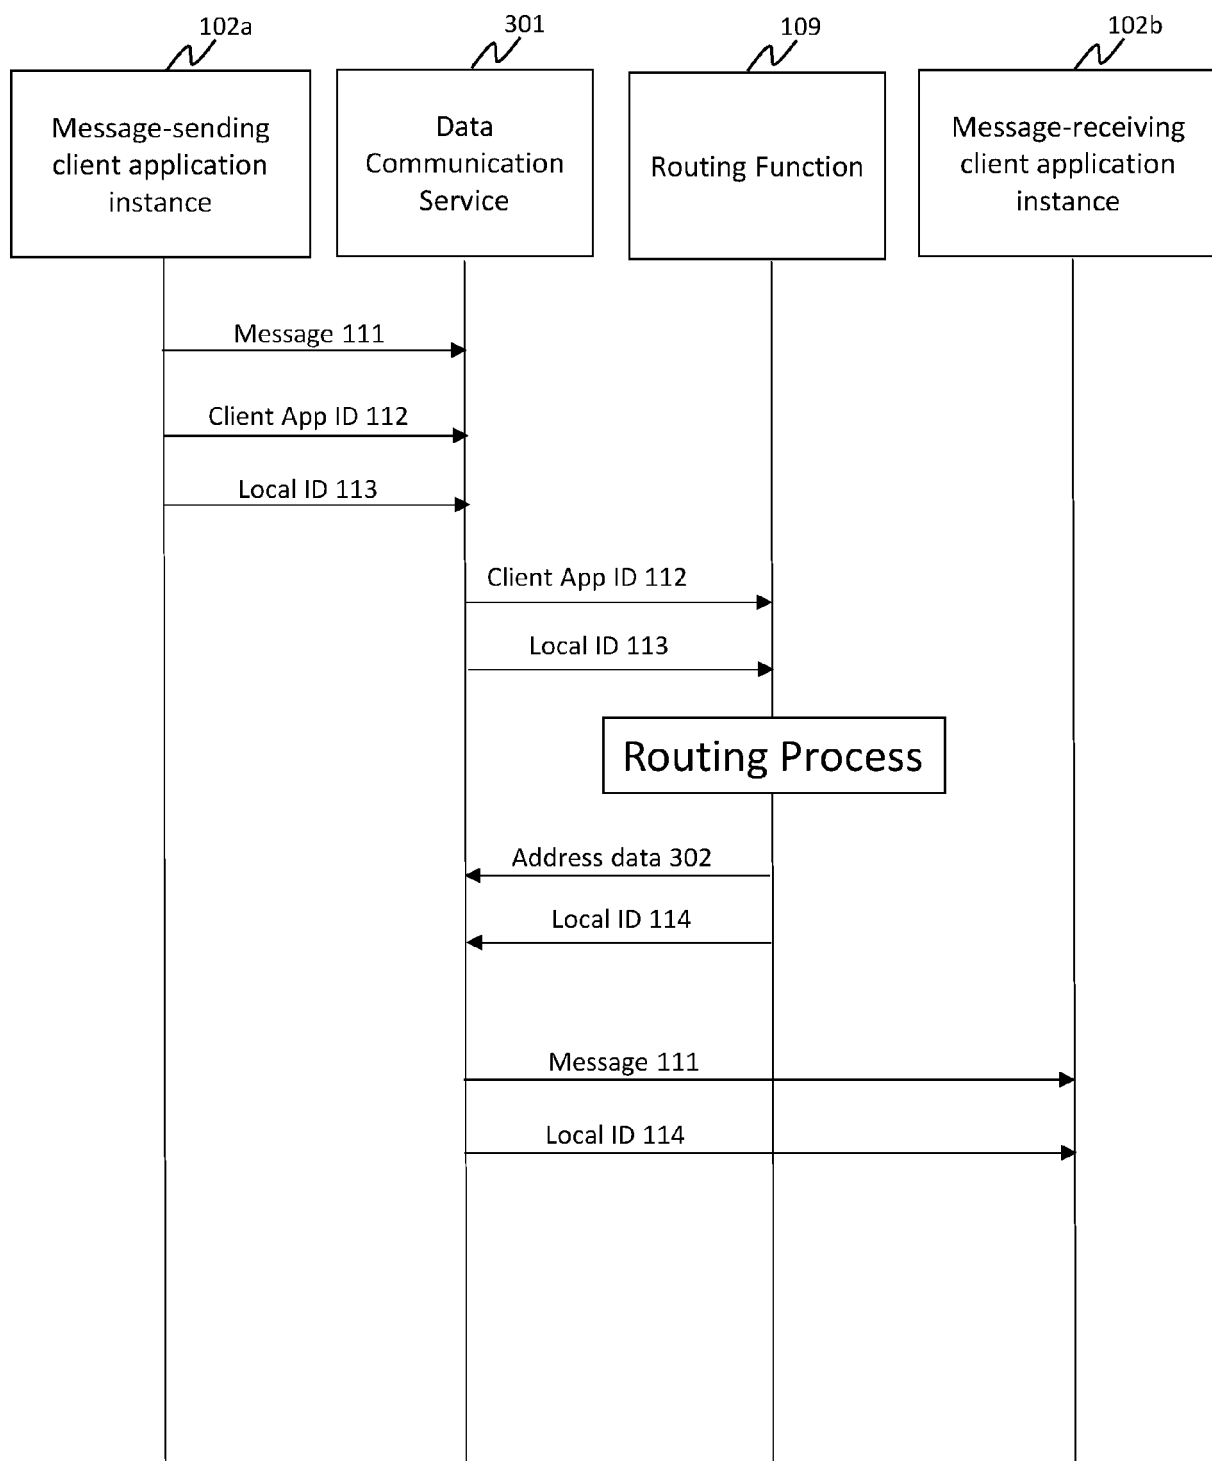 102a
301
109
102b
Message-sending
client application
instance
Data
Communication
Service
Routing Function
Message-receiving
client application
instance
Message 111
Client App ID 112
Local ID 113
Client App ID 112
Local ID 113
Routing Process
Address data 302
Local ID 114
Message 111
Local ID 114